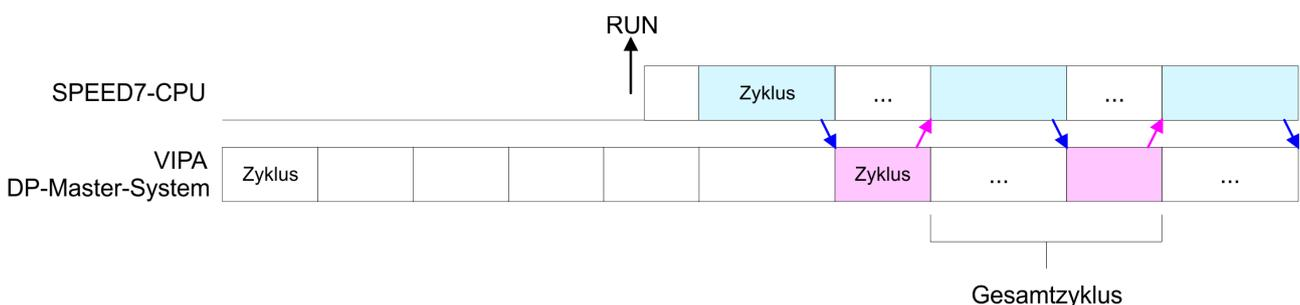 RUN
SPEED7-CPU
Zyklus
...
...
VIPA
DP-Master-System
Zyklus
Zyklus
...
...
Gesamtzyklus